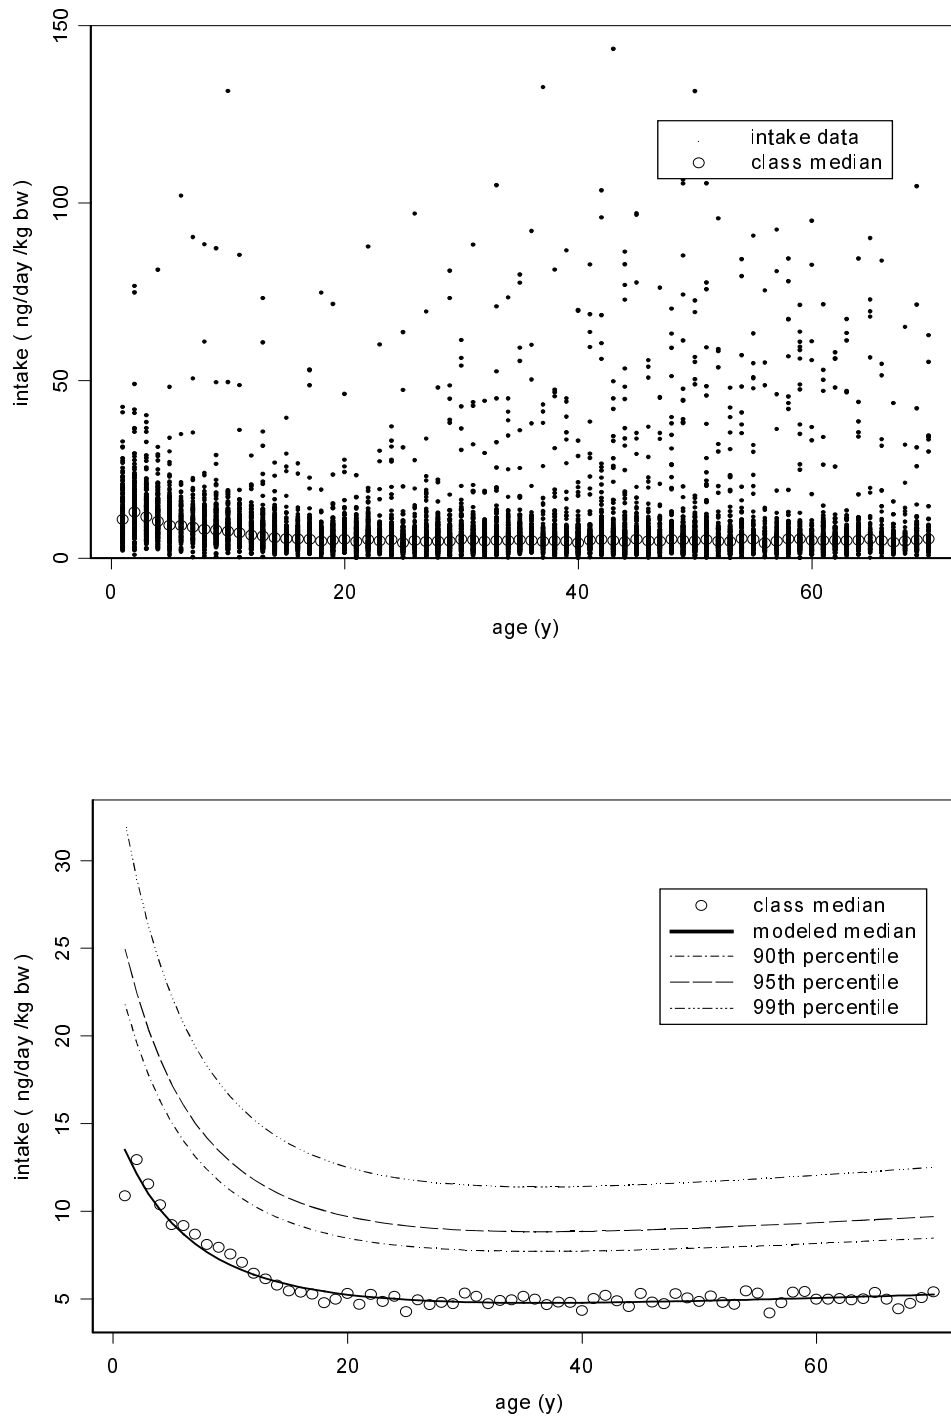 150
100
50
0
intake ( ng/day /kg bw )
intake data
class median
0 20 40 60
age (y)
30
25
20
15
10
5
intake ( ng/day /kg bw )
class median
modeled median
90th percentile
95th percentile
99th percentile
0 20 40 60
age (y)